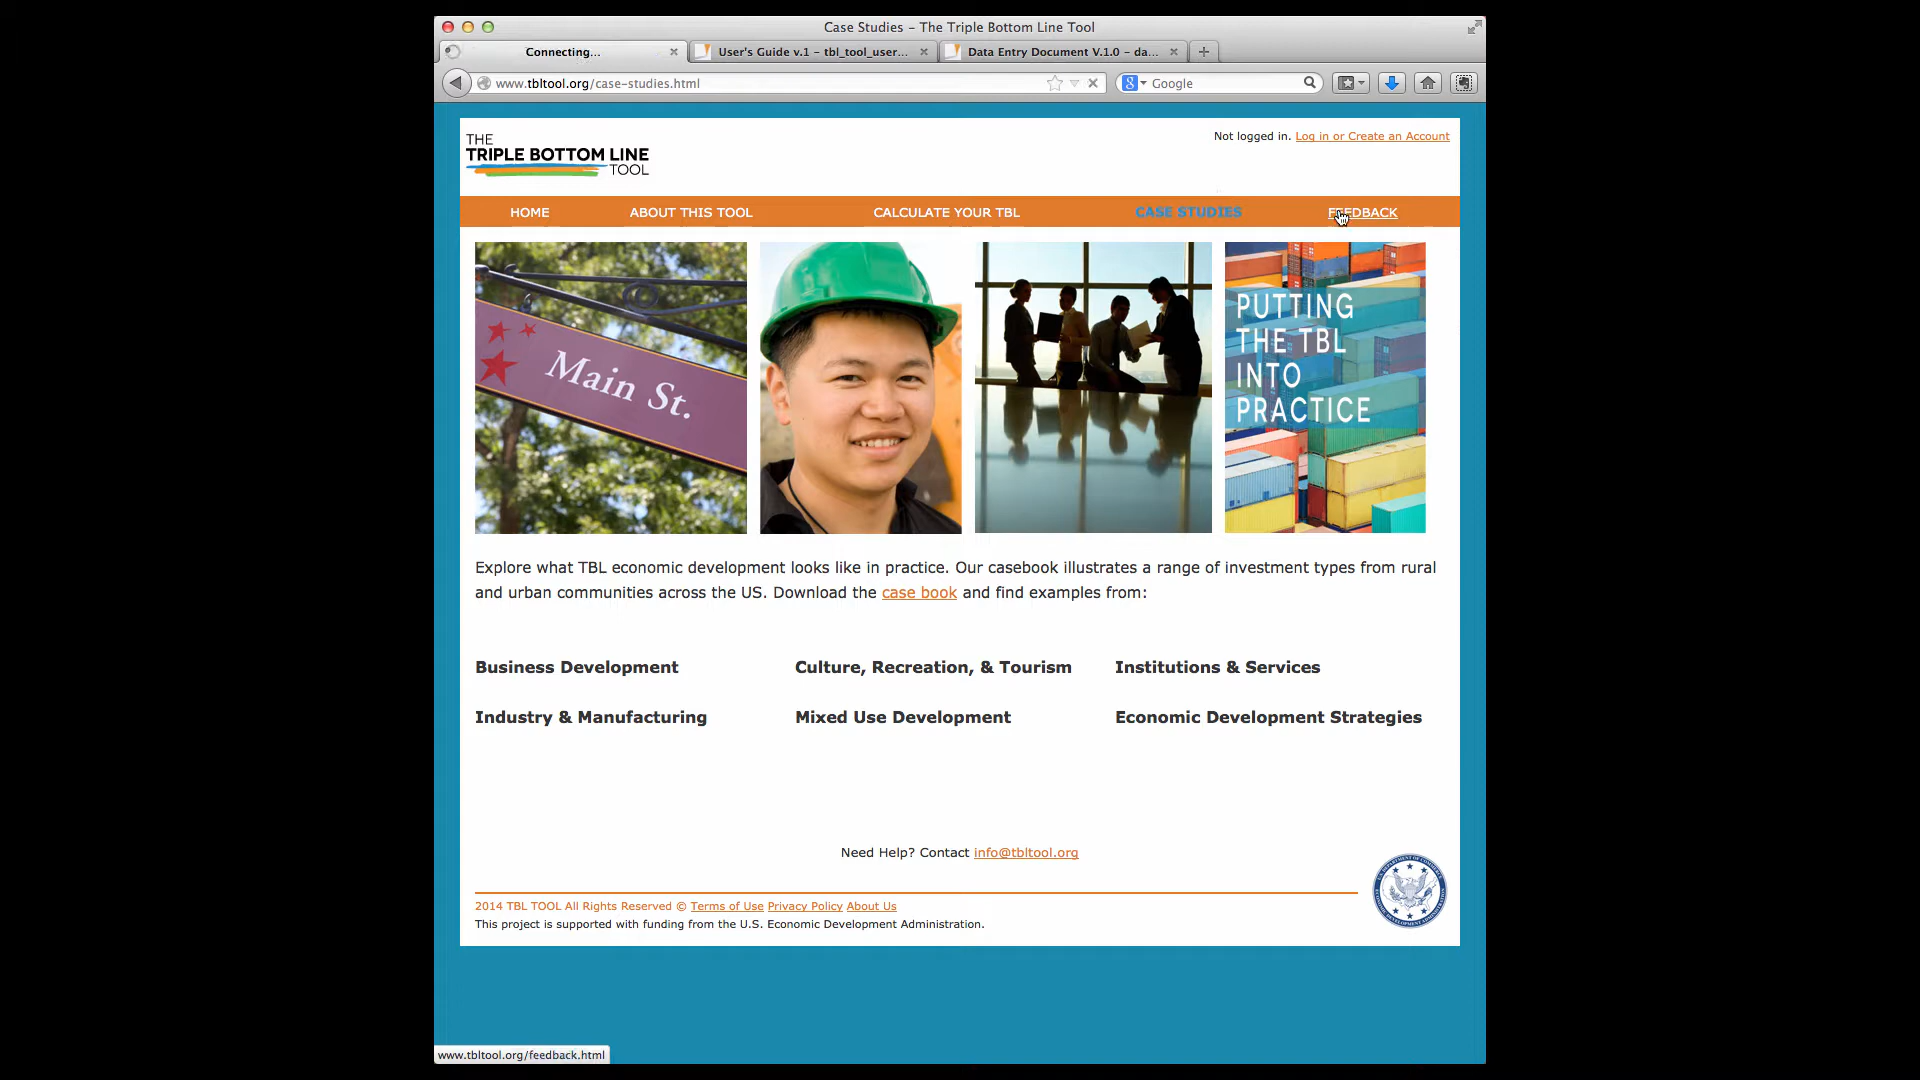 Case Studies – The Triple Bottom Line Tool
Connecting...
User's Guide v.1 – tbl_tool_user...
Data Entry Document V.1.0 – da...
www.tbltool.org/case-studies.html
Google
THE
TRIPLE BOTTOM LINE
TOOL
Not logged in. Log in or Create an Account
HOME
ABOUT THIS TOOL
CALCULATE YOUR TBL
CASE STUDIES
FEEDBACK
Main St.
PUTTING
THE TBL
INTO
PRACTICE
Explore what TBL economic development looks like in practice. Our casebook illustrates a range of investment types from rural
and urban communities across the US. Download the case book and find examples from:
Business Development
Culture, Recreation, & Tourism
Institutions & Services
Industry & Manufacturing
Mixed Use Development
Economic Development Strategies
Need Help? Contact info@tbltool.org
2014 TBL TOOL All Rights Reserved © Terms of Use Privacy Policy About Us
This project is supported with funding from the U.S. Economic Development Administration.
www.tbltool.org/feedback.html